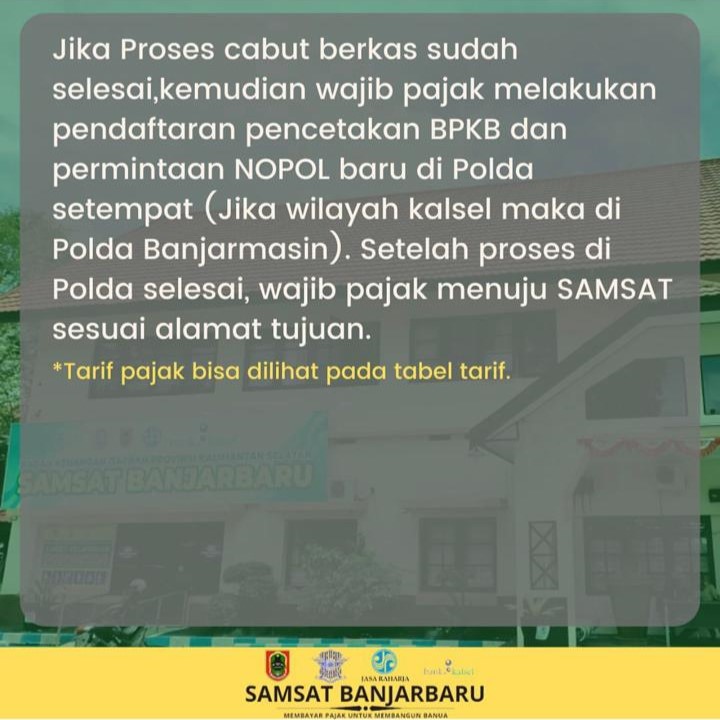 Jika Proses cabut berkas sudah
selesai,kemudian wajib pajak melakukan
pendaftaran pencetakan BPKB dan
permintaan NOPOL baru di Polda
setempat (Jika wilayah kalsel maka di
Polda Banjarmasin). Setelah proses di
Polda selesai, wajib pajak menuju SAMSAT
sesuai alamat tujuan.
*Tarif pajak bisa dilihat pada tabel tarif.
SAMSAT BANJARBARU
JASA RAHARJA
bank kalsel
SAMSAT BANJARBARU
MEMBAYAR PAJAK UNTUK MEMBANGUN BANUA